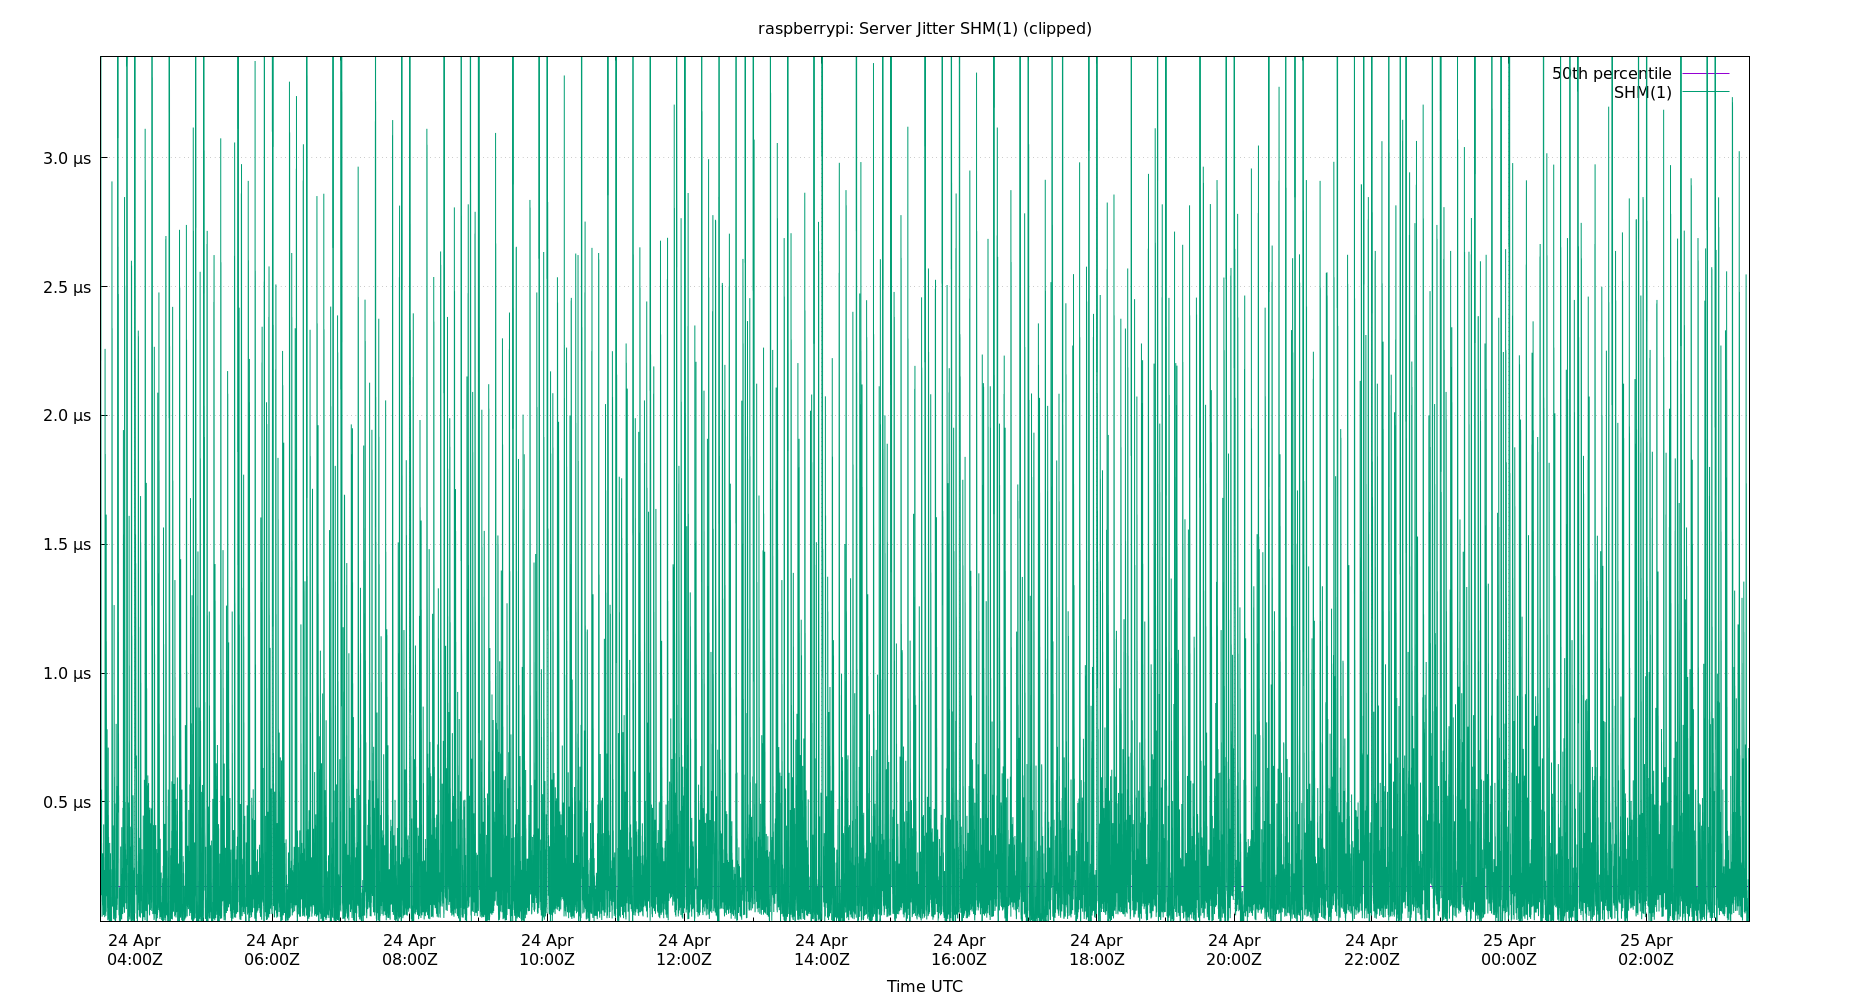 raspberrypi: Server Jitter SHM(1) (clipped)
50th percentile
SHM(1)
3.0 µs
2.5 µs
2.0 µs
1.5 µs
1.0 µs
0.5 µs
24 Apr 24 Apr 24 Apr 24 Apr 24 Apr 24 Apr 24 Apr 24 Apr 24 Apr 24 Apr 25 Apr 25 Apr
04:00Z 06:00Z 08:00Z 10:00Z 12:00Z 14:00Z 16:00Z 18:00Z 20:00Z 22:00Z 00:00Z 02:00Z
Time UTC